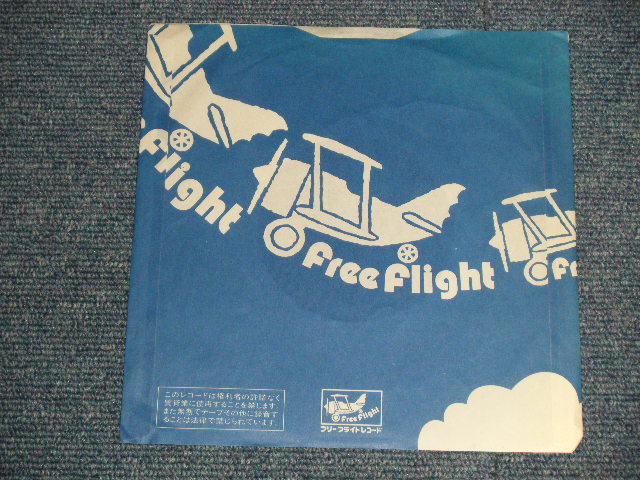 Flight
Free Flight
Fr
このレコードは権利者の許諾なく
賃貸業に使用することを禁じます。
また無断でテープその他に録音す
ることは法律で禁じられています。
Free Flight
フリーフライトレコード